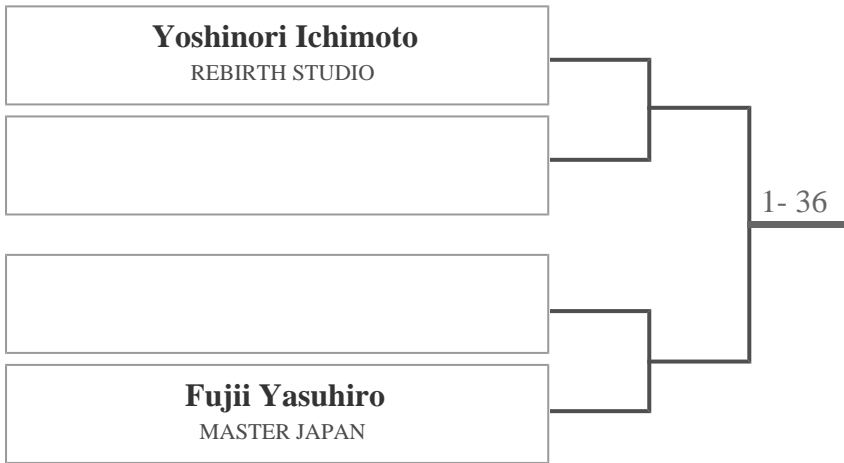 Yoshinori Ichimoto
REBIRTH STUDIO
1- 36
Fujii Yasuhiro
MASTER JAPAN